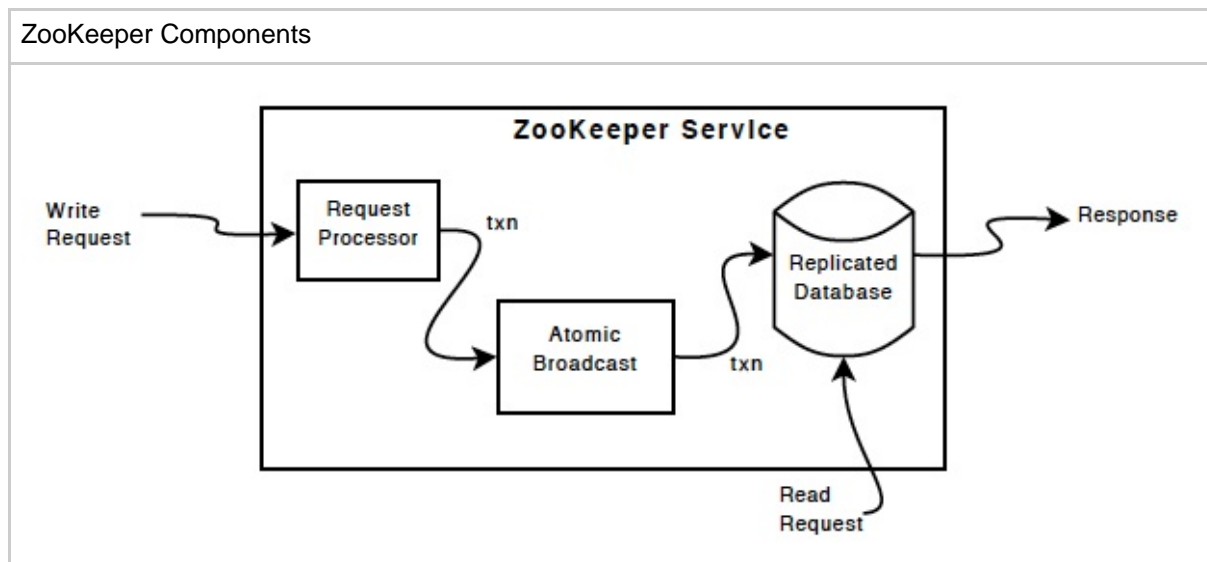 ZooKeeper Components
ZooKeeper Service
Write
Request
Request
Processor
txn
Atomic
Broadcast
txn
Replicated
Database
Response
Read
Request